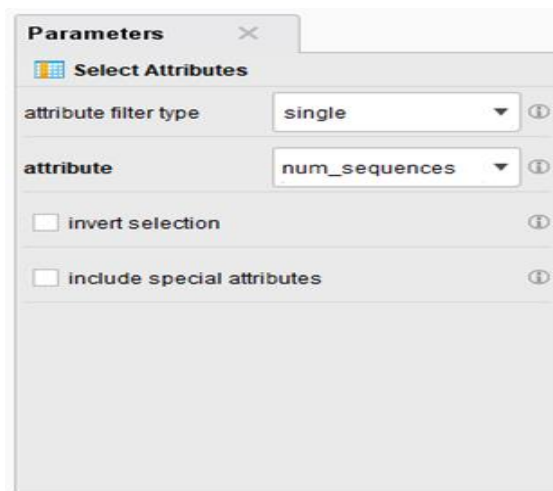 Parameters
Select Attributes
attribute filter type single
attribute num_sequences
invert selection
include special attributes